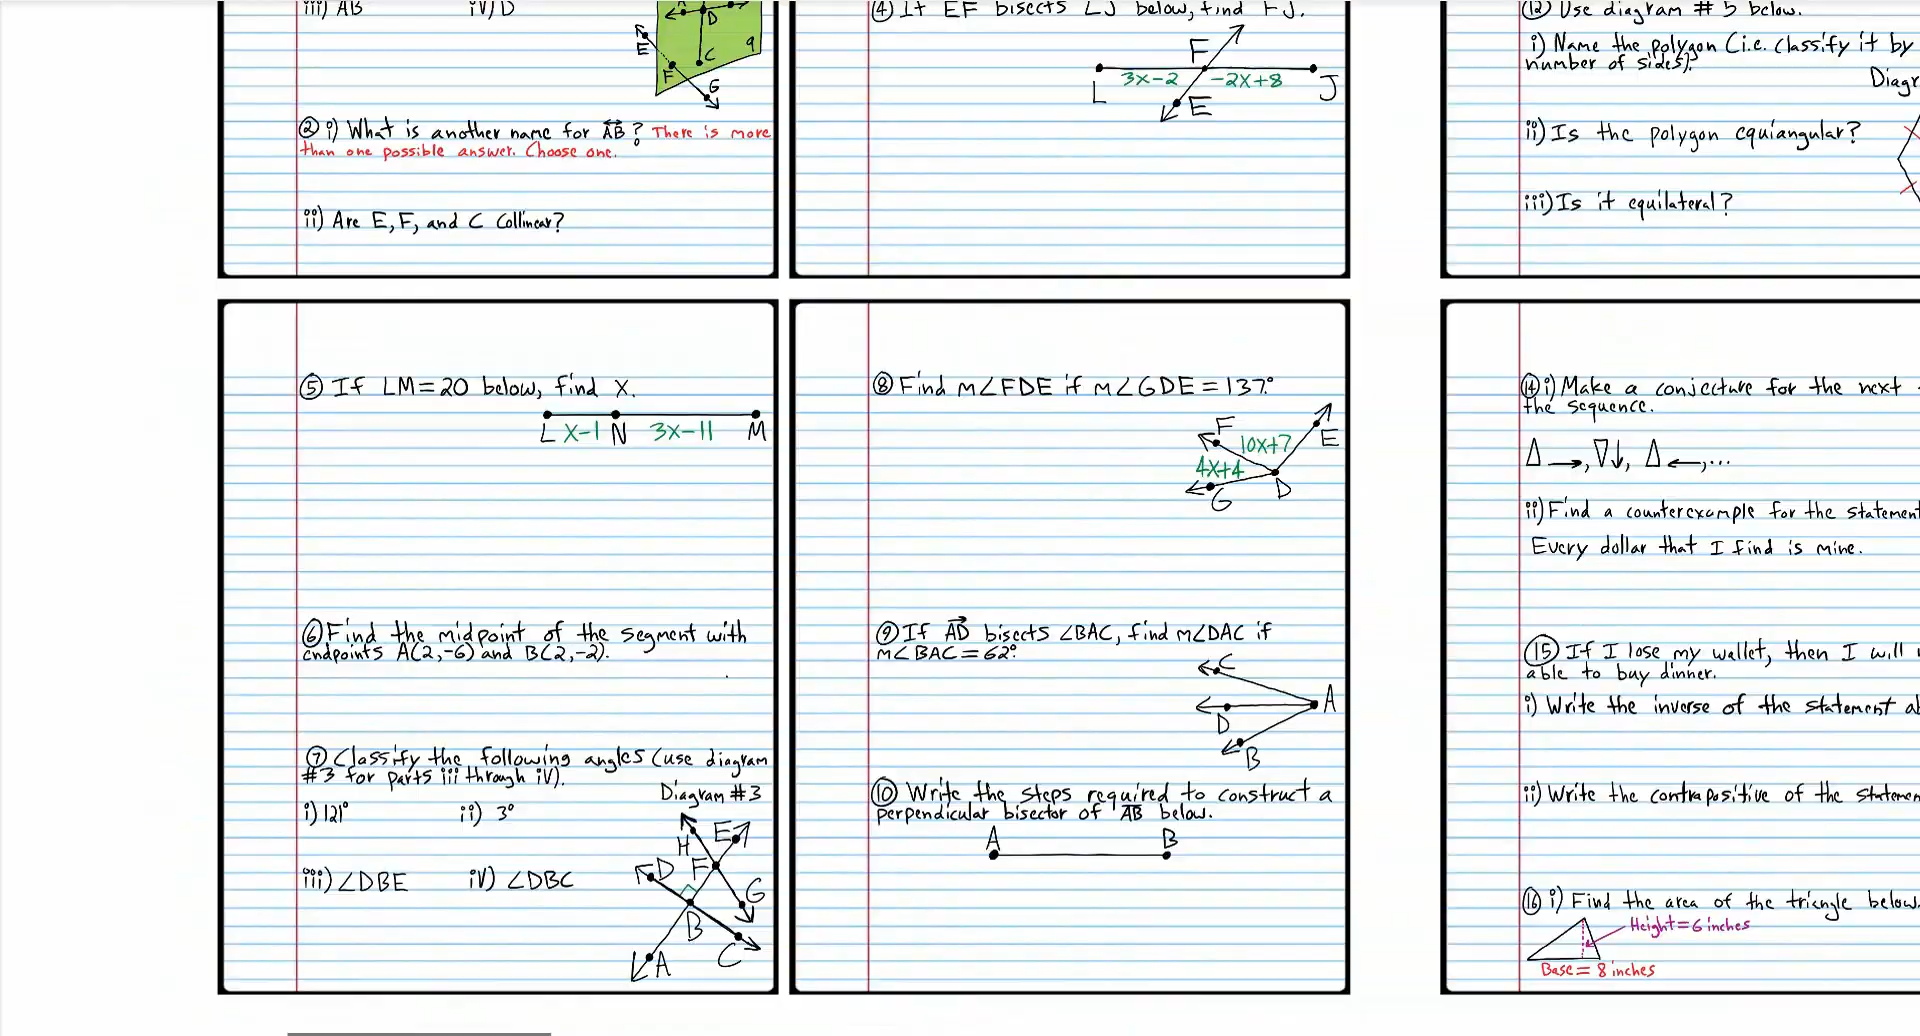 iii) AB iv) D
A
D
E
C
9
F
G
② i) What is another name for AB? There is more
than one possible answer. Choose one.
ii) Are E, F, and C Collinear?
④ If EF bisects LJ below, find FJ.
F
3x-2 -2x+8
L J
E
⑫ Use diagram # 5 below.
i) Name the polygon (i.e. classify it by
number of sides).
ii) Is the polygon equiangular?
iii) Is it equilateral?
⑤ If LM=20 below, find X.
L X-1 N 3X-11 M
⑥ Find the midpoint of the segment with
endpoints A(2,-6) and B(2,-2).
⑦ Classify the following angles (use diagram
#3 for parts iii through iv).
Diagram #3
i) 121° ii) 3°
iii) ∠DBE iv) ∠DBC
H E
D F
G
B
A C
⑧ Find m∠FDE if m∠GDE = 137°.
F E
10X+7
4X+4
G D
⑨ If AD bisects ∠BAC, find m∠DAC if
m∠BAC = 62°.
C
A
D
B
⑩ Write the steps required to construct a
perpendicular bisector of AB below.
A B
⑭ i) Make a conjecture for the next
the sequence.
Δ→, ∇↓, Δ←,...
ii) Find a counterexample for the statement
Every dollar that I find is mine.
⑮ If I lose my wallet, then I will
able to buy dinner.
i) Write the inverse of the statement
ii) Write the contrapositive of the
⑯ i) Find the area of the triangle below.
Height = 6 inches
Base = 8 inches